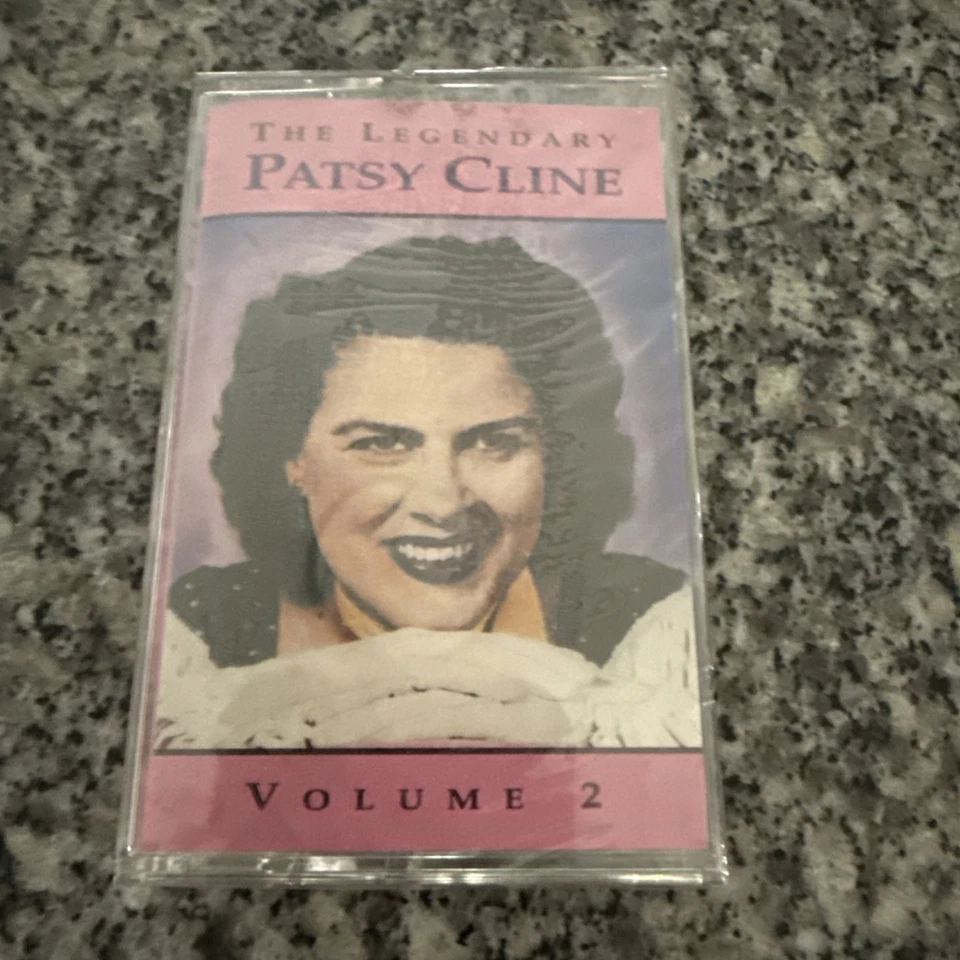 THE LEGENDARY
PATSY CLINE
VOLUME 2